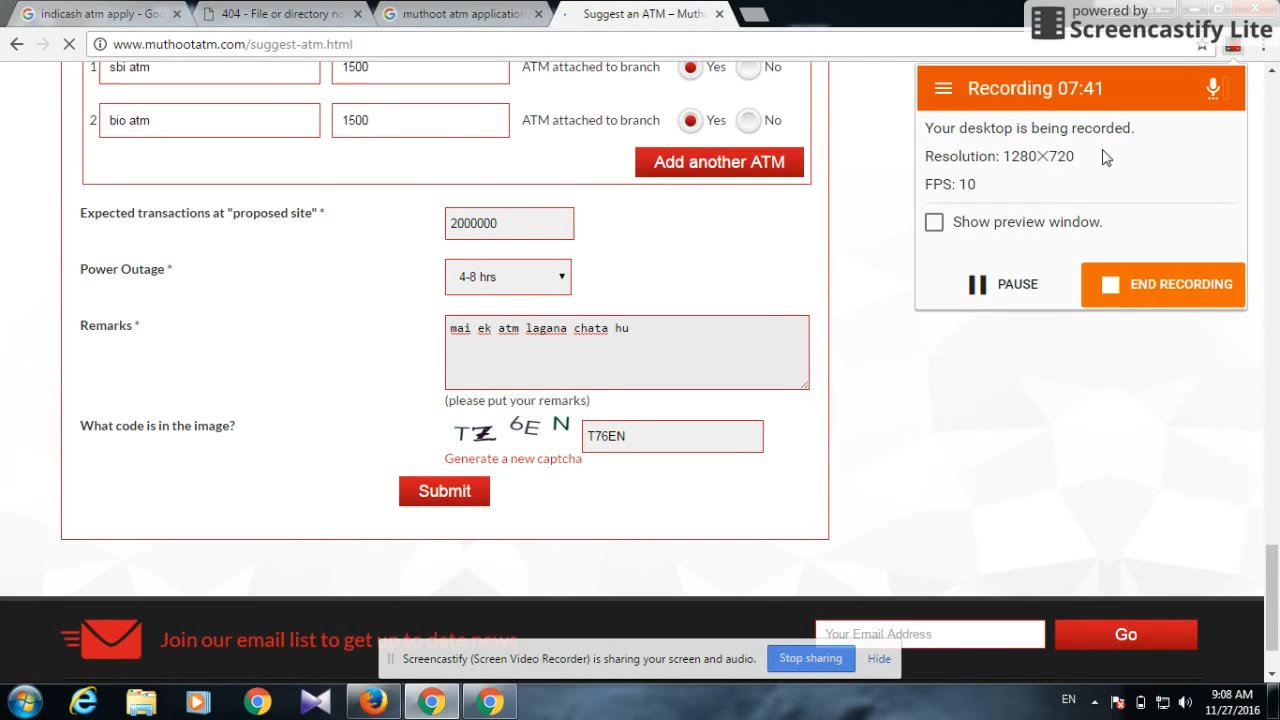 indicash atm apply - Goo
404 - File or directory n
muthoot atm application
Suggest an ATM – Muth
powered by
Screencastify Lite
www.muthootatm.com/suggest-atm.html
1 sbi atm 1500 ATM attached to branch Yes No
2 bio atm 1500 ATM attached to branch Yes No
Add another ATM
Expected transactions at "proposed site" * 2000000
Power Outage * 4-8 hrs
Remarks * mai ek atm lagana chata hu
(please put your remarks)
What code is in the image? TZ6EN T76EN
Generate a new captcha
Submit
Recording 07:41
Your desktop is being recorded.
Resolution: 1280×720
FPS: 10
Show preview window.
PAUSE END RECORDING
Join our email list to get up to date news
Your Email Address Go
Screencastify (Screen Video Recorder) is sharing your screen and audio. Stop sharing Hide
EN
9:08 AM
11/27/2016